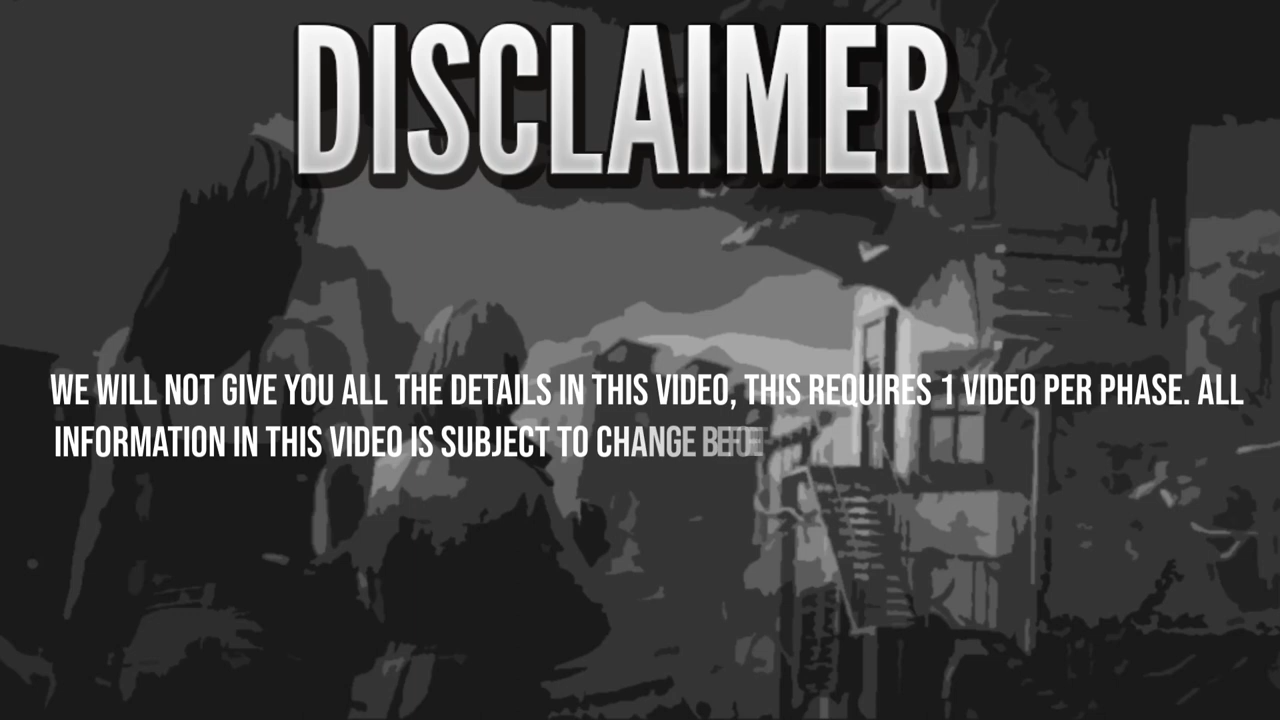 DISCLAIMER
WE WILL NOT GIVE YOU ALL THE DETAILS IN THIS VIDEO, THIS REQUIRES 1 VIDEO PER PHASE. ALL
INFORMATION IN THIS VIDEO IS SUBJECT TO CHANGE